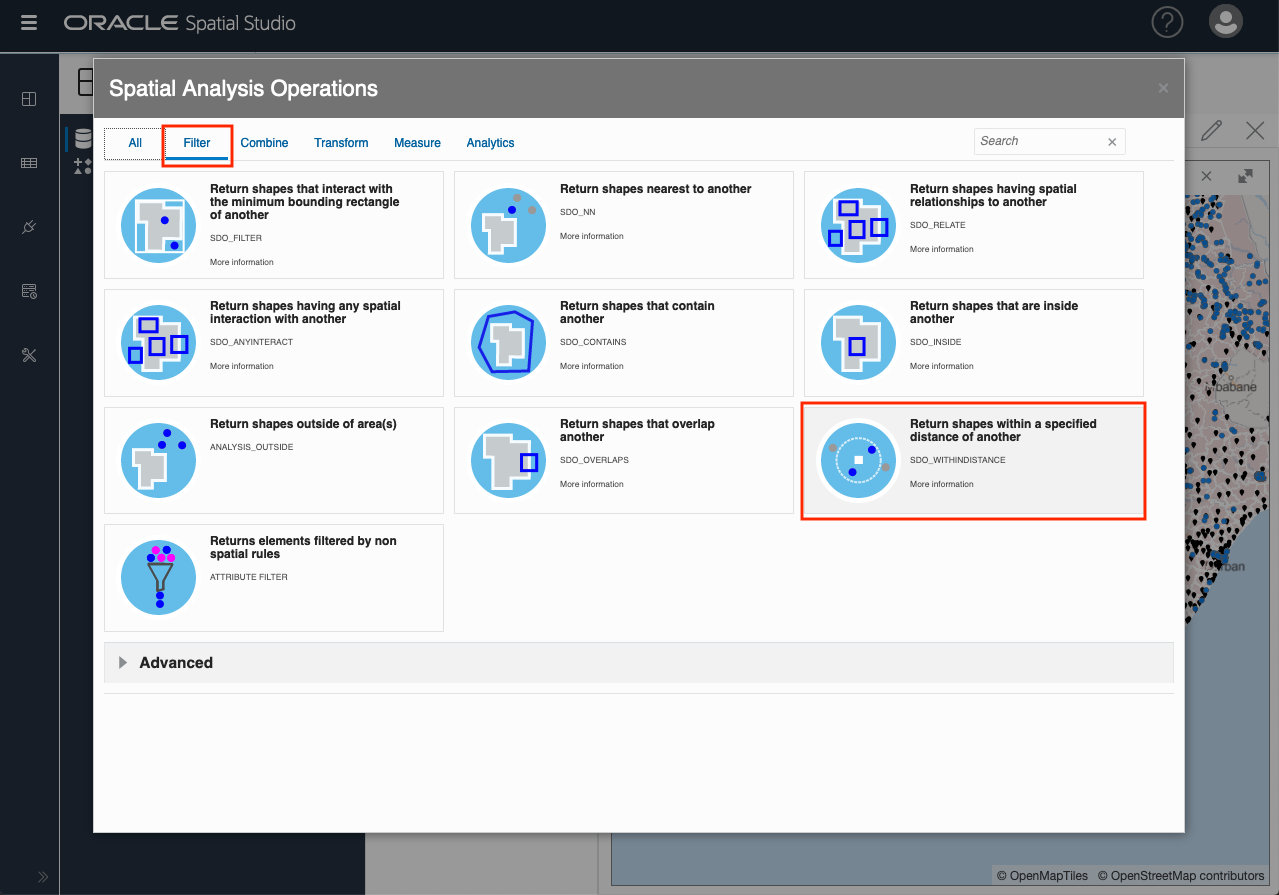 ORACLE Spatial Studio
?
Spatial Analysis Operations
All
Filter
Combine
Transform
Measure
Analytics
Search
Return shapes that interact with
the minimum bounding rectangle
of another
SDO_FILTER
More information
Return shapes nearest to another
SDO_NN
More information
Return shapes having spatial
relationships to another
SDO_RELATE
More information
Return shapes having any spatial
interaction with another
SDO_ANYINTERACT
More information
Return shapes that contain
another
SDO_CONTAINS
More information
Return shapes that are inside
another
SDO_INSIDE
More information
Return shapes outside of area(s)
ANALYSIS_OUTSIDE
Return shapes that overlap
another
SDO_OVERLAPS
More information
Return shapes within a specified
distance of another
SDO_WITHINDISTANCE
More information
Returns elements filtered by non
spatial rules
ATTRIBUTE FILTER
Advanced
© OpenMapTiles © OpenStreetMap contributors